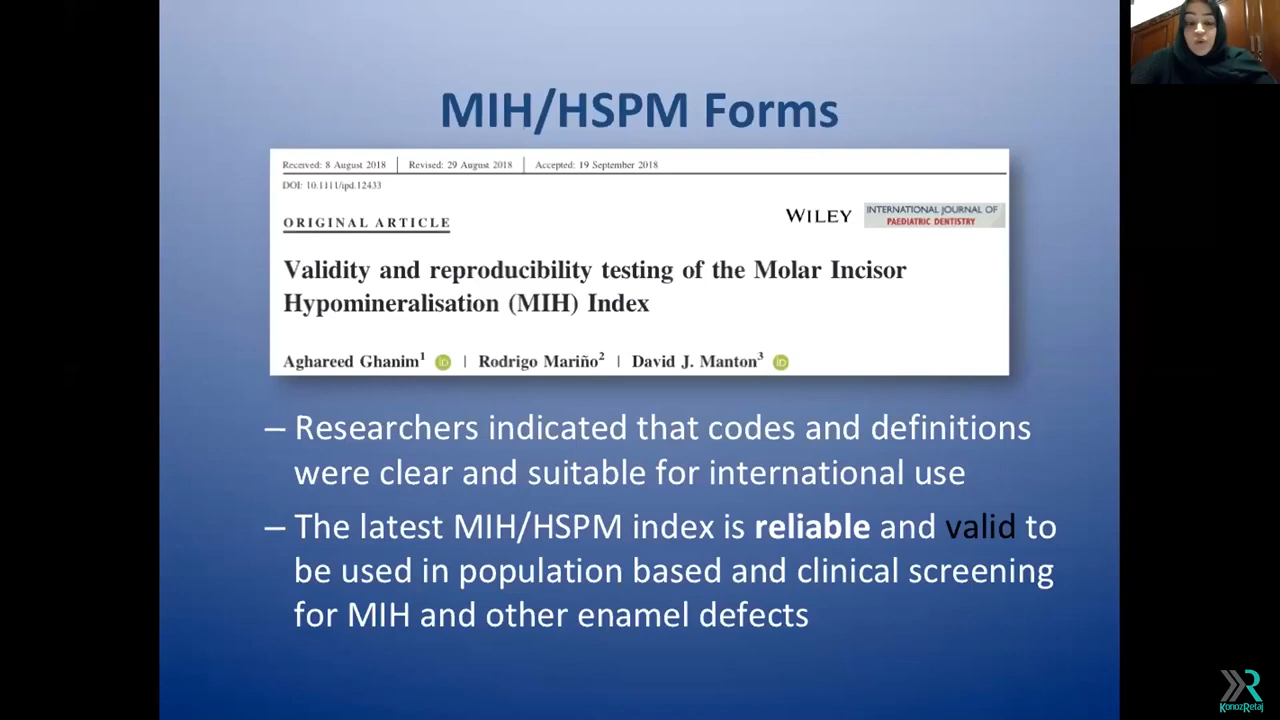 MIH/HSPM Forms
Received: 8 August 2018 | Revised: 29 August 2018 | Accepted: 19 September 2018
DOI: 10.1111/ipd.12433
ORIGINAL ARTICLE
WILEY
INTERNATIONAL JOURNAL OF
PAEDIATRIC DENTISTRY
Validity and reproducibility testing of the Molar Incisor
Hypomineralisation (MIH) Index
Aghareed Ghanim1 iD | Rodrigo Mariño2 | David J. Manton3 iD
– Researchers indicated that codes and definitions
were clear and suitable for international use
– The latest MIH/HSPM index is reliable and valid to
be used in population based and clinical screening
for MIH and other enamel defects
KonozRetaj